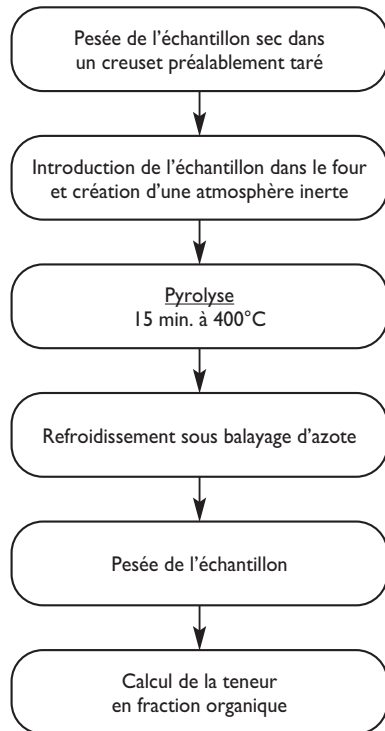 Pesée de l’échantillon sec dans
un creuset préalablement taré
Introduction de l’échantillon dans le four
et création d’une atmosphère inerte
Pyrolyse
15 min. à 400°C
Refroidissement sous balayage d’azote
Pesée de l’échantillon
Calcul de la teneur
en fraction organique